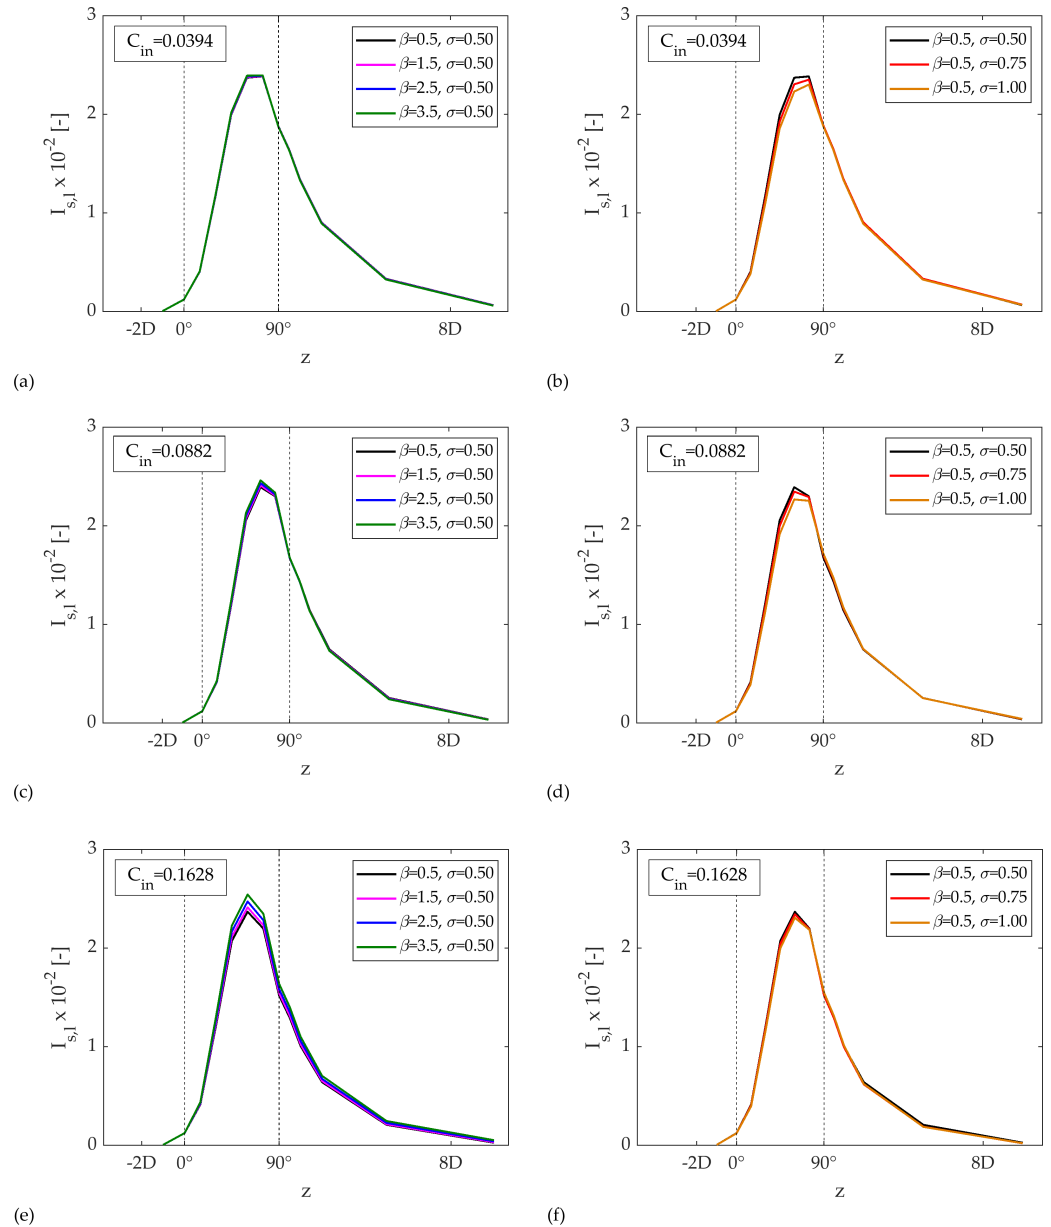 3
2
1
0
I_s,l x 10^-2 [-]
C_in=0.0394
β=0.5, σ=0.50
β=1.5, σ=0.50
β=2.5, σ=0.50
β=3.5, σ=0.50
-2D 0° 90° 8D
z
(a)
3
2
1
0
I_s,l x 10^-2 [-]
C_in=0.0394
β=0.5, σ=0.50
β=0.5, σ=0.75
β=0.5, σ=1.00
-2D 0° 90° 8D
z
(b)
3
2
1
0
I_s,l x 10^-2 [-]
C_in=0.0882
β=0.5, σ=0.50
β=1.5, σ=0.50
β=2.5, σ=0.50
β=3.5, σ=0.50
-2D 0° 90° 8D
z
(c)
3
2
1
0
I_s,l x 10^-2 [-]
C_in=0.0882
β=0.5, σ=0.50
β=0.5, σ=0.75
β=0.5, σ=1.00
-2D 0° 90° 8D
z
(d)
3
2
1
0
I_s,l x 10^-2 [-]
C_in=0.1628
β=0.5, σ=0.50
β=1.5, σ=0.50
β=2.5, σ=0.50
β=3.5, σ=0.50
-2D 0° 90° 8D
z
(e)
3
2
1
0
I_s,l x 10^-2 [-]
C_in=0.1628
β=0.5, σ=0.50
β=0.5, σ=0.75
β=0.5, σ=1.00
-2D 0° 90° 8D
z
(f)